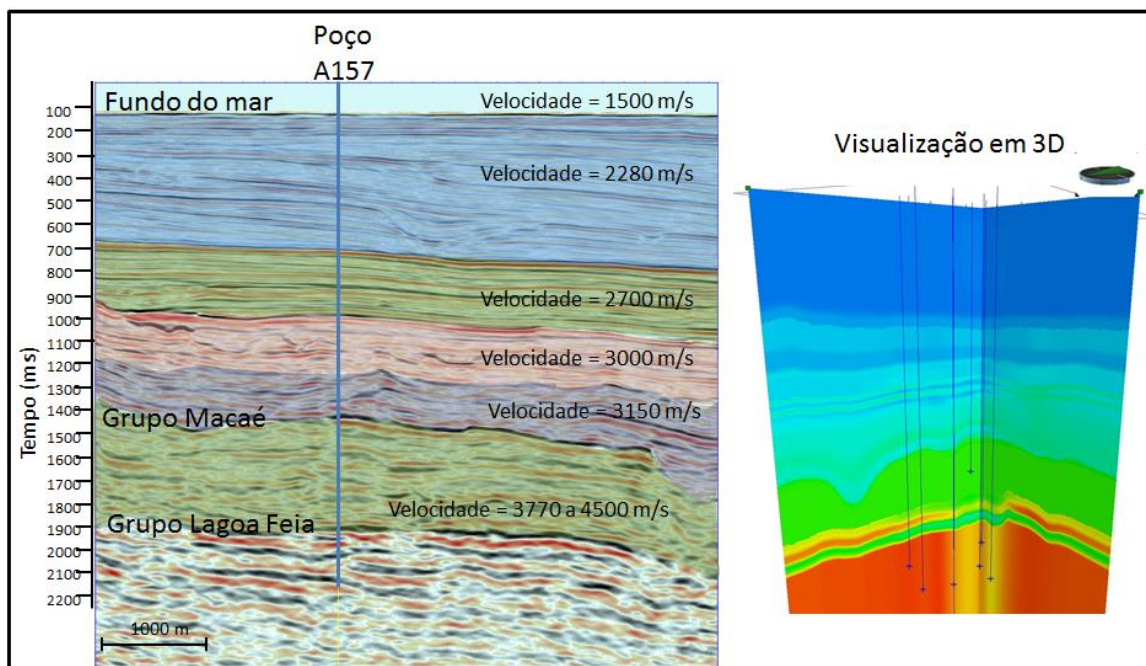 Poço
A157
Fundo do mar
Velocidade = 1500 m/s
Velocidade = 2280 m/s
Velocidade = 2700 m/s
Velocidade = 3000 m/s
Velocidade = 3150 m/s
Grupo Macaé
Velocidade = 3770 a 4500 m/s
Grupo Lagoa Feia
Tempo (ms)
100
200
300
400
500
600
700
800
900
1000
1100
1200
1300
1400
1500
1600
1700
1800
1900
2000
2100
2200
1000 m
Visualização em 3D